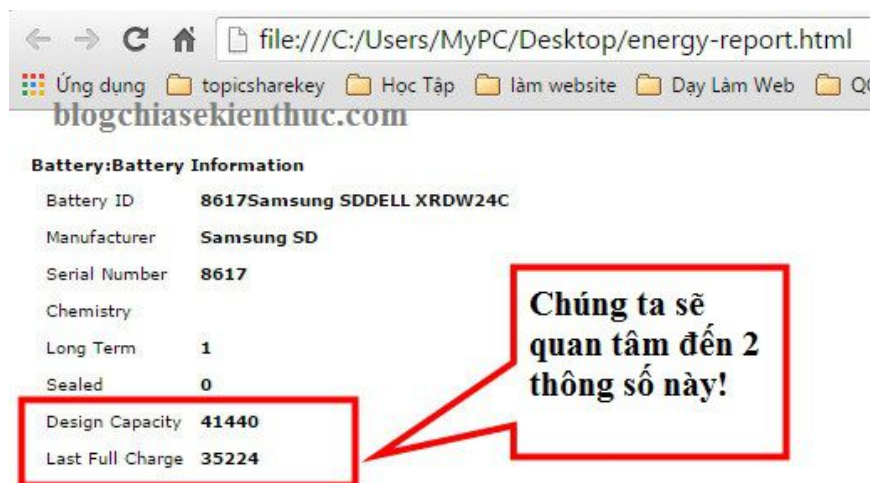 file:///C:/Users/MyPC/Desktop/energy-report.html
Ứng dụng topicsharekey Học Tập làm website Dạy Làm Web
blogchiasekienthuc.com
Battery:Battery Information
Battery ID 8617Samsung SDDELL XRDW24C
Manufacturer Samsung SD
Serial Number 8617
Chemistry
Long Term 1
Sealed 0
Design Capacity 41440
Last Full Charge 35224
Chúng ta sẽ
quan tâm đến 2
thông số này!